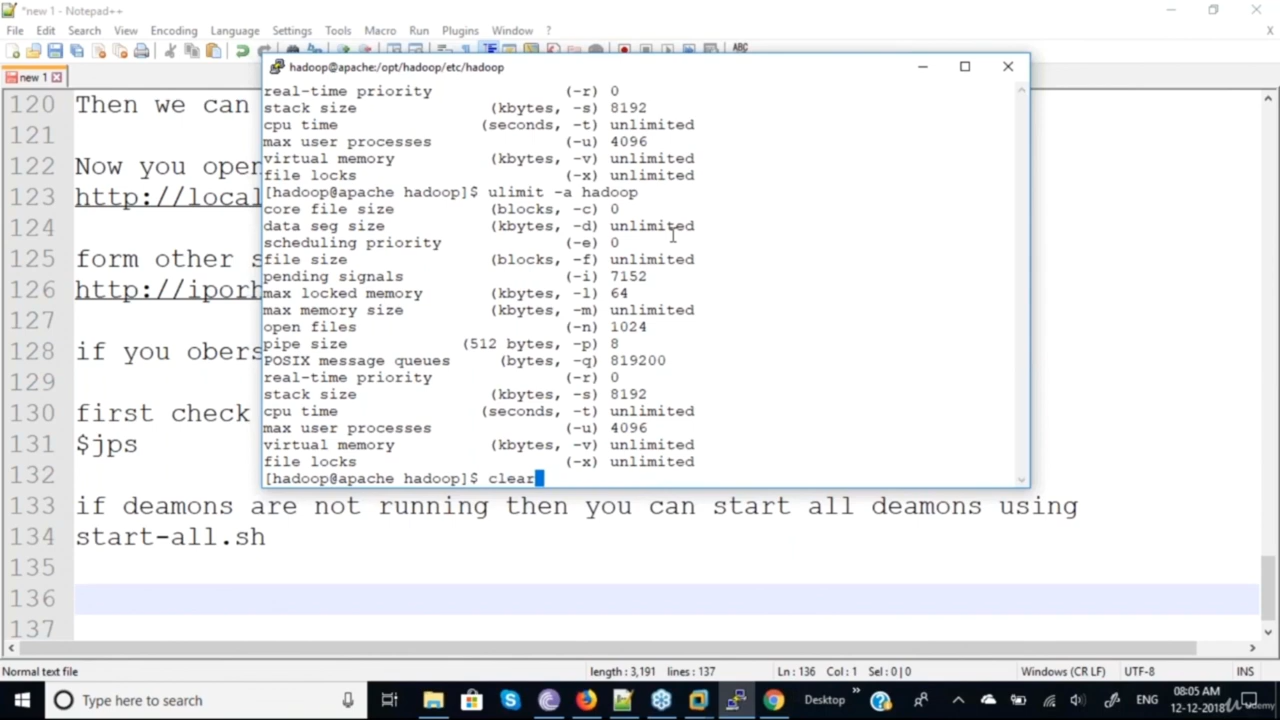 *new 1 - Notepad++
File Edit Search View Encoding Language Settings Tools Macro Run Plugins Window ?
ABC
new 1
hadoop@apache:/opt/hadoop/etc/hadoop
real-time priority (-r) 0
stack size (kbytes, -s) 8192
cpu time (seconds, -t) unlimited
max user processes (-u) 4096
virtual memory (kbytes, -v) unlimited
file locks (-x) unlimited
[hadoop@apache hadoop]$ ulimit -a hadoop
core file size (blocks, -c) 0
data seg size (kbytes, -d) unlimited
scheduling priority (-e) 0
file size (blocks, -f) unlimited
pending signals (-i) 7152
max locked memory (kbytes, -l) 64
max memory size (kbytes, -m) unlimited
open files (-n) 1024
pipe size (512 bytes, -p) 8
POSIX message queues (bytes, -q) 819200
real-time priority (-r) 0
stack size (kbytes, -s) 8192
cpu time (seconds, -t) unlimited
max user processes (-u) 4096
virtual memory (kbytes, -v) unlimited
file locks (-x) unlimited
[hadoop@apache hadoop]$ clear
120 Then we can
121
122 Now you open
123 http://local
124
125 form other s
126 http://iporh
127
128 if you obers
129
130 first check
131 $jps
132
133 if deamons are not running then you can start all deamons using
134 start-all.sh
135
136
137
Normal text file length : 3,191 lines : 137 Ln : 136 Col : 1 Sel : 0 | 0 Windows (CR LF) UTF-8 INS
Type here to search
Desktop
ENG
08:05 AM
12-12-2018
Udemy